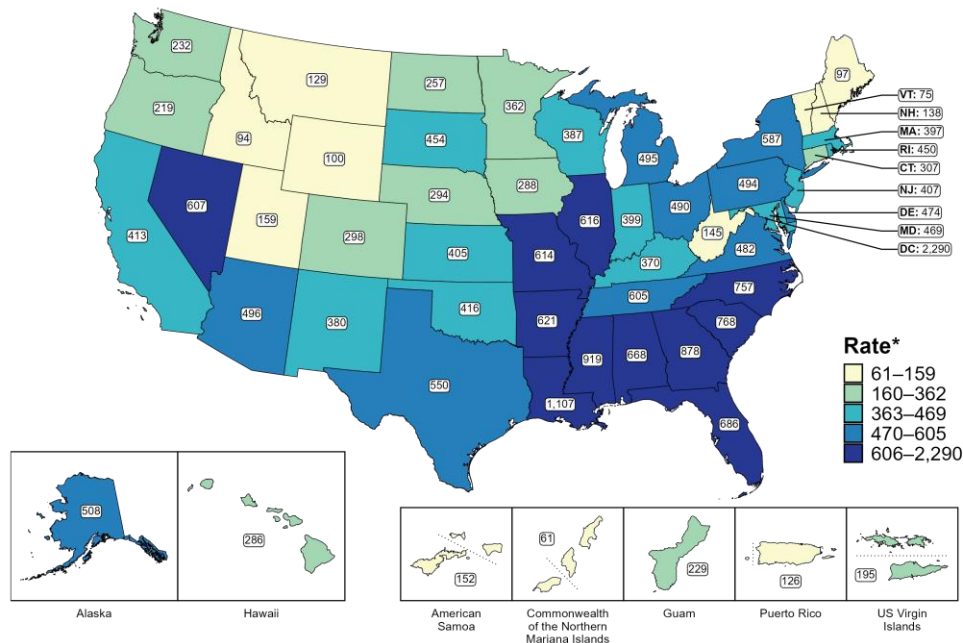 232
129
257
362
97
VT: 75
NH: 138
MA: 397
RI: 450
CT: 307
NJ: 407
DE: 474
MD: 469
DC: 2,290
219
94
100
454
387
495
587
607
159
298
294
288
616
399
490
494
145
482
413
405
614
370
757
496
380
416
605
768
621
919
668
878
550
1,107
686
Rate*
61–159
160–362
363–469
470–605
606–2,290
508
286
152
61
229
126
195
Alaska
Hawaii
American
Samoa
Commonwealth
of the Northern
Mariana Islands
Guam
Puerto Rico
US Virgin
Islands